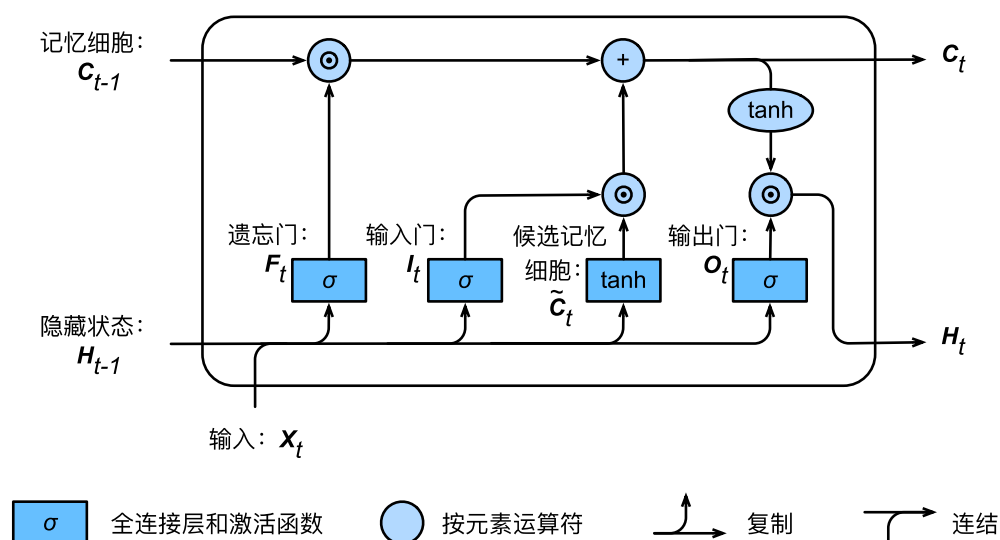 记忆细胞：
C_{t-1}
C_t
+
tanh
遗忘门：
F_t
输入门：
I_t
候选记忆
细胞：
C̃_t
输出门：
O_t
σ
σ
tanh
σ
隐藏状态：
H_{t-1}
H_t
输入： X_t
σ 全连接层和激活函数 按元素运算符 复制 连结